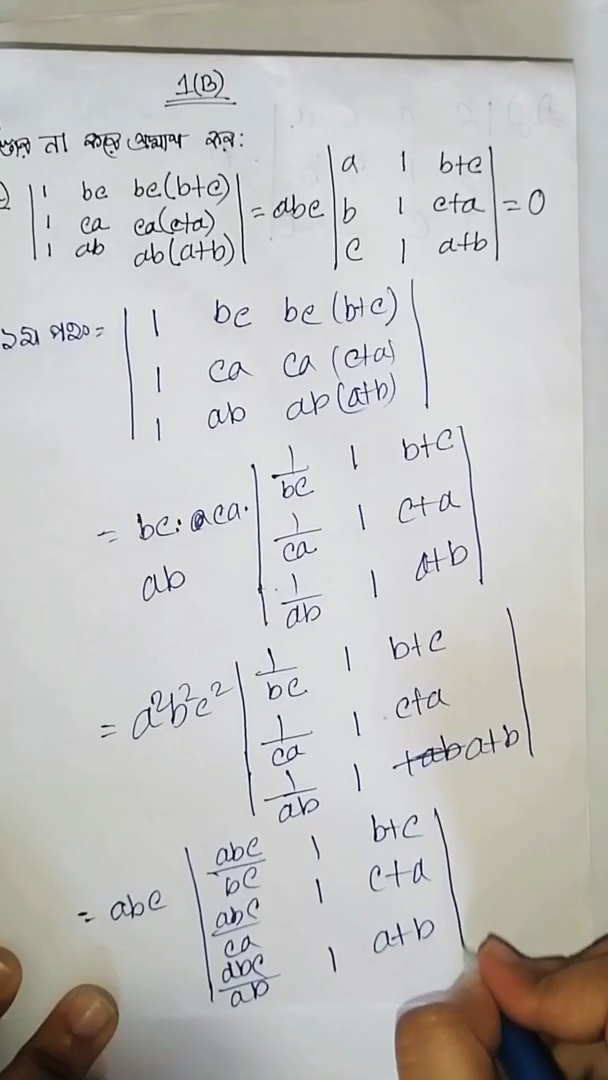 1(B)
না করে প্রমাণ কর:
| 1 bc bc(b+c) | = abc | a 1 b+c | = 0
| 1 ca ca(c+a) | | b 1 c+a |
| 1 ab ab(a+b) | | c 1 a+b |
১ম পক্ষ = | 1 bc bc(b+c) |
| 1 ca ca(c+a) |
| 1 ab ab(a+b) |
= bc. ca. | 1/bc 1 b+c |
ab | 1/ca 1 c+a |
| 1/ab 1 a+b |
= a²b²c² | 1/bc 1 b+c |
| 1/ca 1 c+a |
| 1/ab 1 a+b |
= abc | abc/bc 1 b+c |
| abc/ca 1 c+a |
| abc/ab 1 a+b |